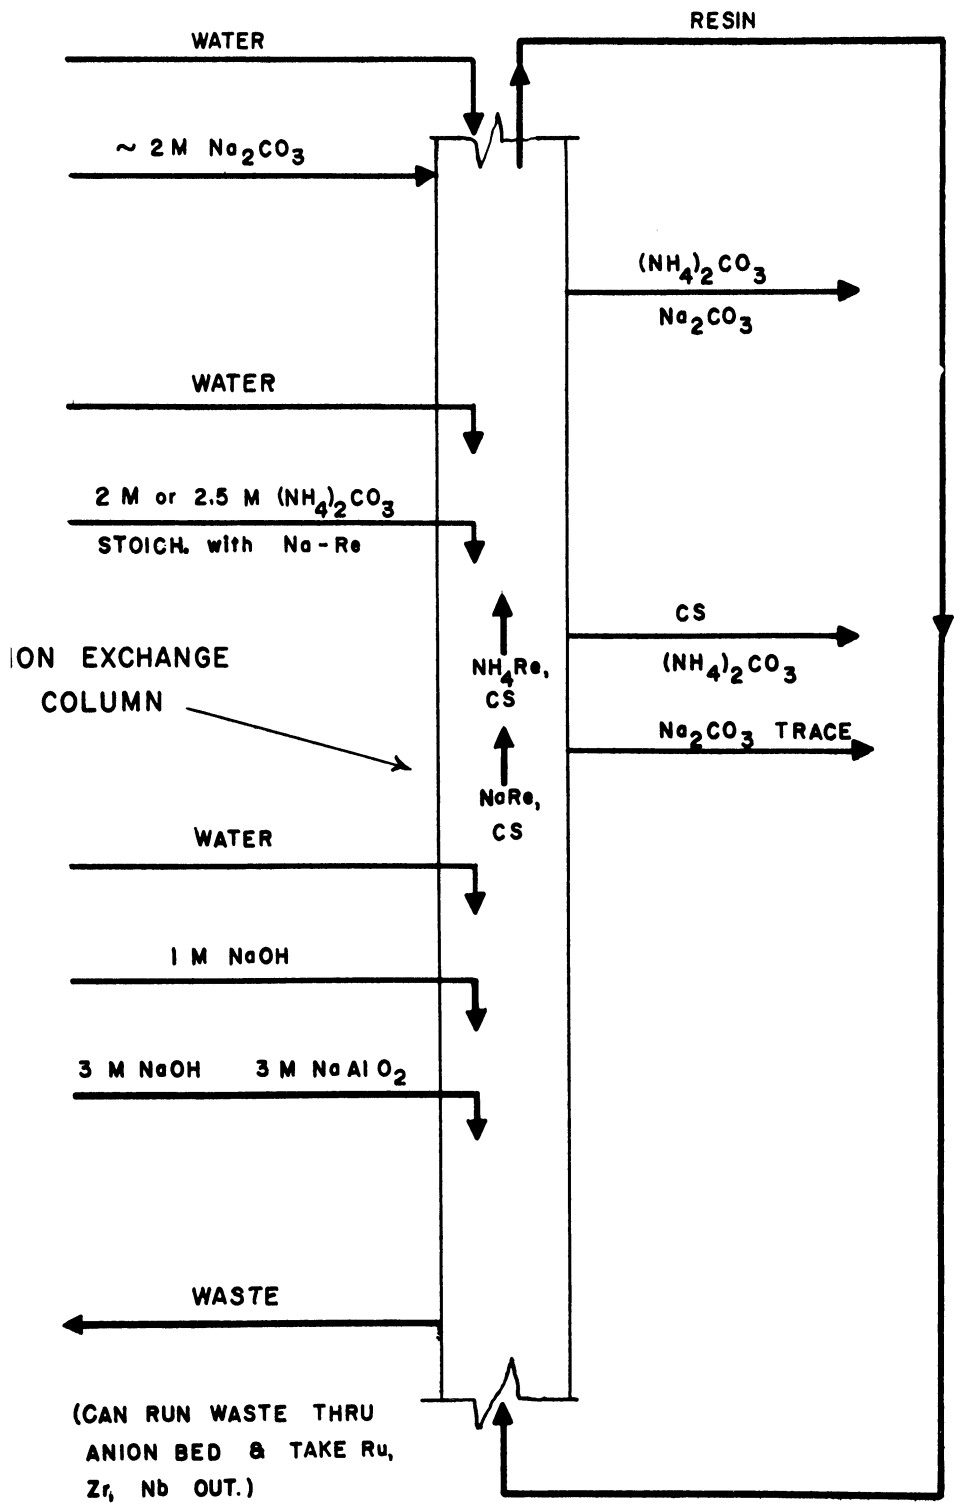 RESIN
WATER
~ 2 M Na2CO3
(NH4)2CO3
Na2CO3
WATER
2 M or 2.5 M (NH4)2CO3
STOICH. with Na-Re
CS
(NH4)2CO3
ION EXCHANGE
COLUMN
NH4Re,
CS
Na2CO3 TRACE
NaRe,
CS
WATER
1 M NaOH
3 M NaOH 3 M NaAlO2
WASTE
(CAN RUN WASTE THRU
ANION BED & TAKE Ru,
Zr, Nb OUT.)